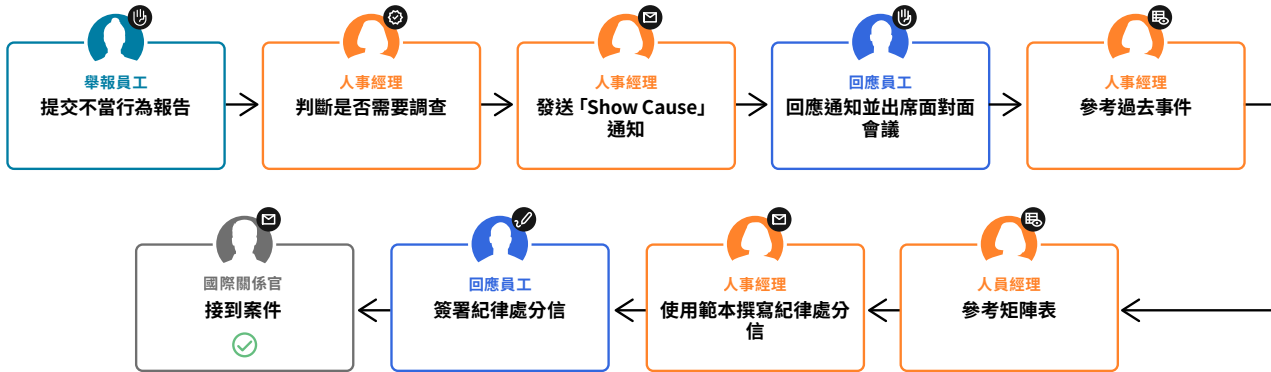 舉報員工
提交不當行為報告
人事經理
判斷是否需要調查
人事經理
發送「Show Cause」
通知
回應員工
回應通知並出席面對面
會議
人事經理
參考過去事件
人員經理
參考矩陣表
人事經理
使用範本撰寫紀律處分
信
回應員工
簽署紀律處分信
國際關係官
接到案件